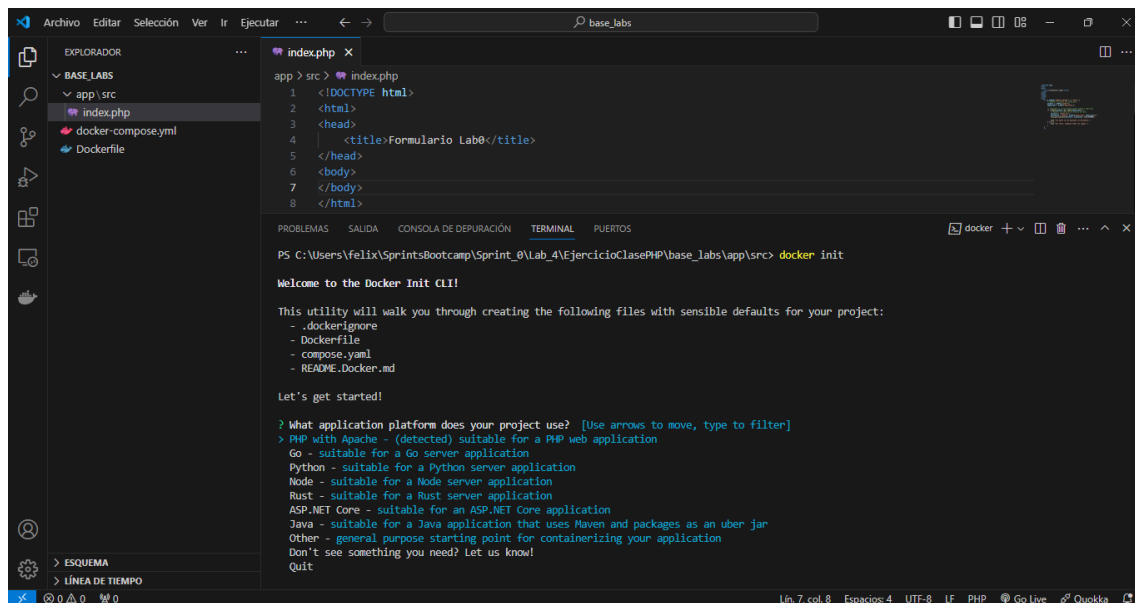 Archivo Editar Selección Ver Ir Ejecutar ··· base_labs
EXPLORADOR ···
index.php
BASE_LABS
app \ src
index.php
docker-compose.yml
Dockerfile
app > src > index.php
1 <!DOCTYPE html>
2 <html>
3 <head>
4 <title>Formulario Lab0</title>
5 </head>
6 <body>
7 </body>
8 </html>
PROBLEMAS SALIDA CONSOLA DE DEPURACIÓN TERMINAL PUERTOS docker
PS C:\Users\felix\SprintsBootcamp\Sprint_0\Lab_4\EjercicioClasePHP\base_labs\app\src> docker init
Welcome to the Docker Init CLI!
This utility will walk you through creating the following files with sensible defaults for your project:
- .dockerignore
- Dockerfile
- compose.yaml
- README.Docker.md
Let's get started!
? What application platform does your project use? [Use arrows to move, type to filter]
> PHP with Apache - (detected) suitable for a PHP web application
Go - suitable for a Go server application
Python - suitable for a Python server application
Node - suitable for a Node server application
Rust - suitable for a Rust server application
ASP.NET Core - suitable for an ASP.NET Core application
Java - suitable for a Java application that uses Maven and packages as an uber jar
Other - general purpose starting point for containerizing your application
Don't see something you need? Let us know!
Quit
> ESQUEMA
> LÍNEA DE TIEMPO
0 0 0 Lín. 7, col. 8 Espacios: 4 UTF-8 LF PHP Go Live Quokka